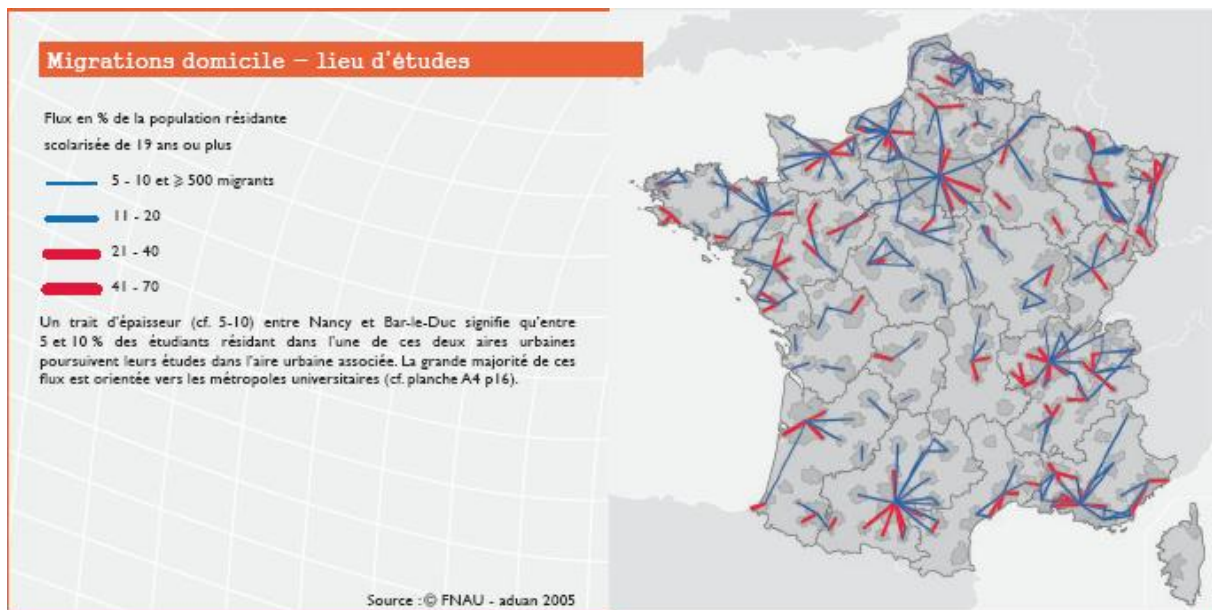 Migrations domicile – lieu d'études
Flux en % de la population résidante
scolarisée de 19 ans ou plus
5 - 10 et ⩾ 500 migrants
11 - 20
21 - 40
41 - 70
Un trait d'épaisseur (cf. 5-10) entre Nancy et Bar-le-Duc signifie qu'entre
5 et 10 % des étudiants résidant dans l'une de ces deux aires urbaines
poursuivent leurs études dans l'aire urbaine associée. La grande majorité de ces
flux est orientée vers les métropoles universitaires (cf. planche A4 p16).
Source : © FNAU - aduan 2005